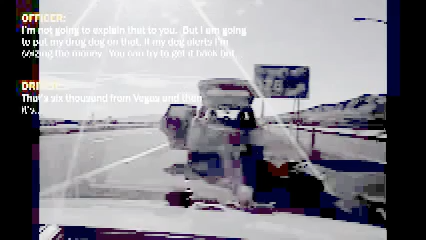 OFFICER:
I'm not going to explain that to you. But I am going
to put my drug dog on that. If my dog alerts I'm
seizing the money. You can try to get it back but
DRIVER:
That's six thousand from Vegas and then
it's...